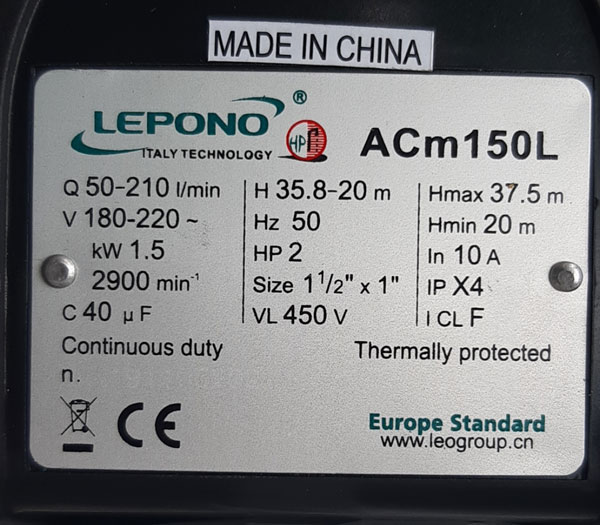 MADE IN CHINA
LEPONO®
ITALY TECHNOLOGY
HP
ACm150L
Q 50-210 l/min H 35.8-20 m Hmax 37.5 m
V 180-220 ~ Hz 50 Hmin 20 m
kW 1.5 HP 2 In 10 A
2900 min⁻¹ Size 1¹/2" x 1" IP X4
C 40 µF VL 450 V I CL F
Continuous duty Thermally protected
n.
CE
Europe Standard
www.leogroup.cn